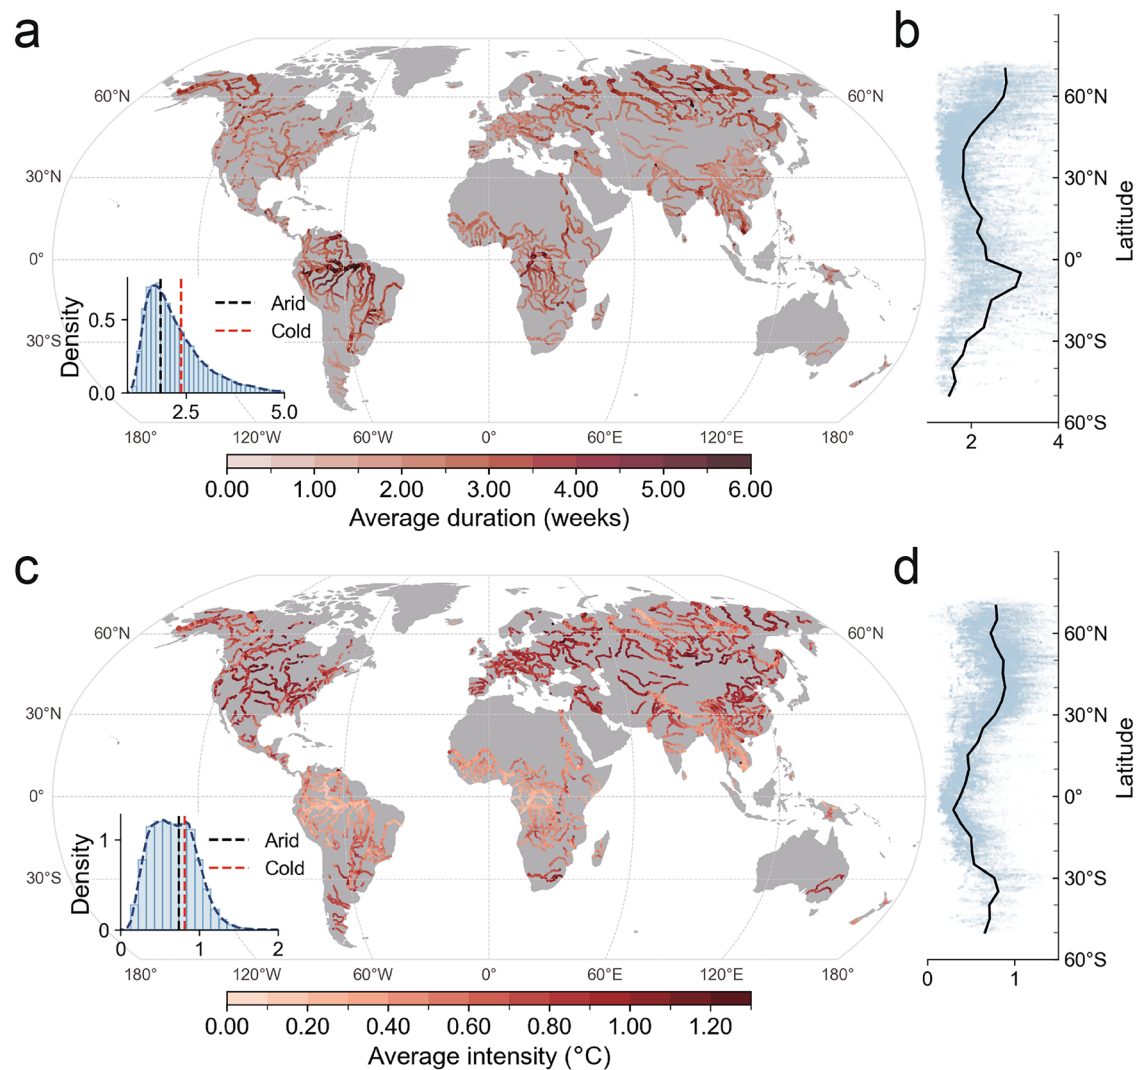 a
60°N
60°N
30°N
0°
30°S
Density
0.5
0.0
2.5
5.0
Arid
Cold
180°
120°W
60°W
0°
60°E
120°E
180°
0.00
1.00
2.00
3.00
4.00
5.00
6.00
Average duration (weeks)
b
60°N
30°N
0°
30°S
60°S
Latitude
2
4
c
60°N
60°N
30°N
0°
30°S
Density
1
0
0
1
2
Arid
Cold
180°
120°W
60°W
0°
60°E
120°E
180°
0.00
0.20
0.40
0.60
0.80
1.00
1.20
Average intensity (°C)
d
60°N
30°N
0°
30°S
60°S
Latitude
0
1